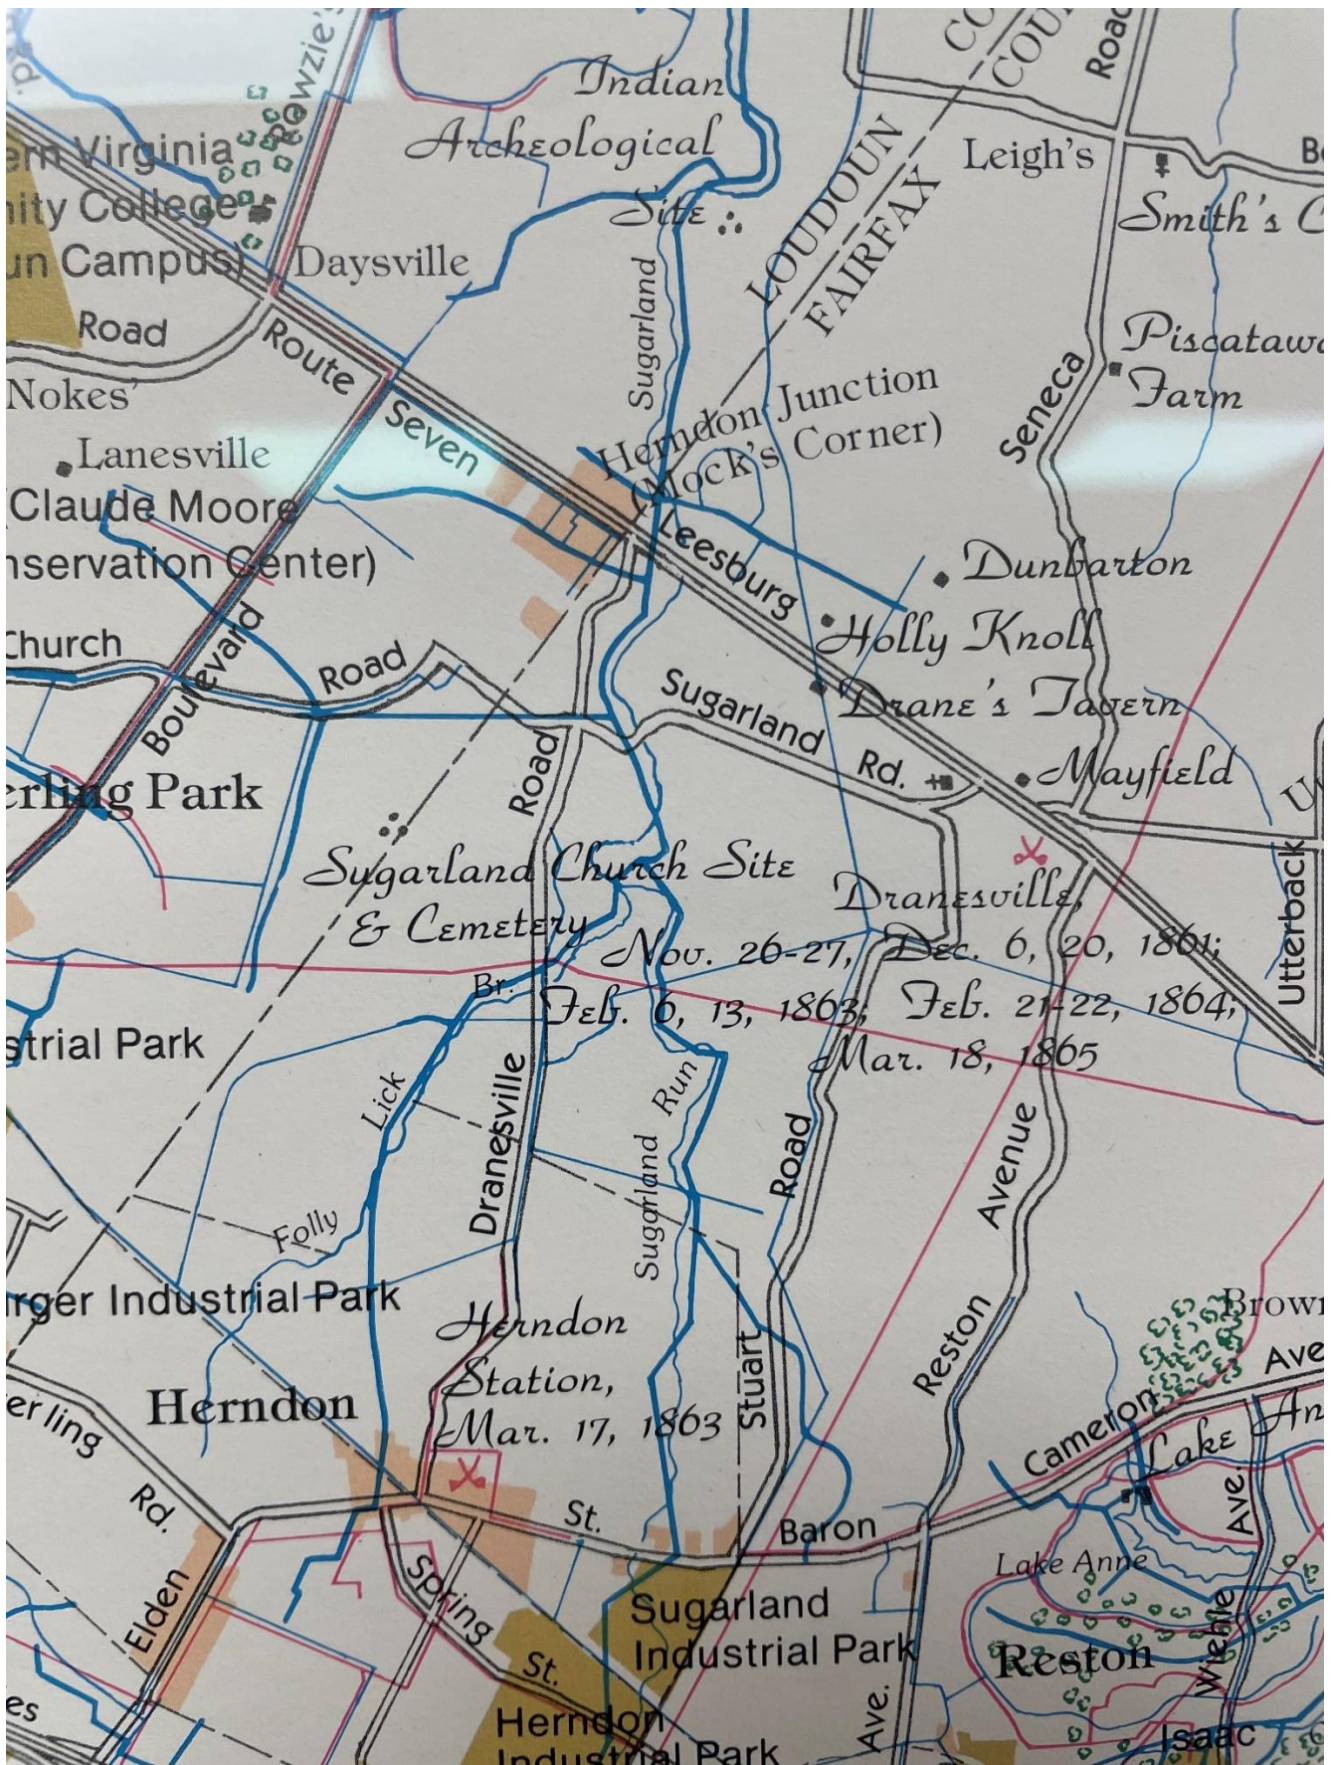 Indian
Archeological
Site
LOUDOUN
FAIRFAX
Leigh's
Smith's
Virginia
College
Campus)
Daysville
Road
Route
Seven
Sugarland
Seneca
Farm
Nokes'
Lanesville
Claude Moore
Center)
Herndon Junction
(Mock's Corner)
Leesburg
Dunbarton
Holly Knoll
Drane's Tavern
Mayfield
Church
Road
Boulevard
Sugarland
Rd.
Road
Park
Sugarland Church Site
& Cemetery
Dranesville,
Nov. 26-27, Dec. 6, 20, 1861;
Feb. 6, 13, 1863; Feb. 21-22, 1864;
Mar. 18, 1865
Utterback
Br.
Park
Lick
Dranesville
Run
Sugarland
Road
Avenue
Folly
Industrial Park
Herndon
Herndon
Station,
Mar. 17, 1863
Stuart
Reston
Brown
Cameron
Ave
Lake An
Rd.
St.
Baron
Lake Anne
Ave.
Elden
Spring
St.
Sugarland
Industrial Park
Reston
Wiehle
Herndon
Industrial Park
Ave.
Isaac